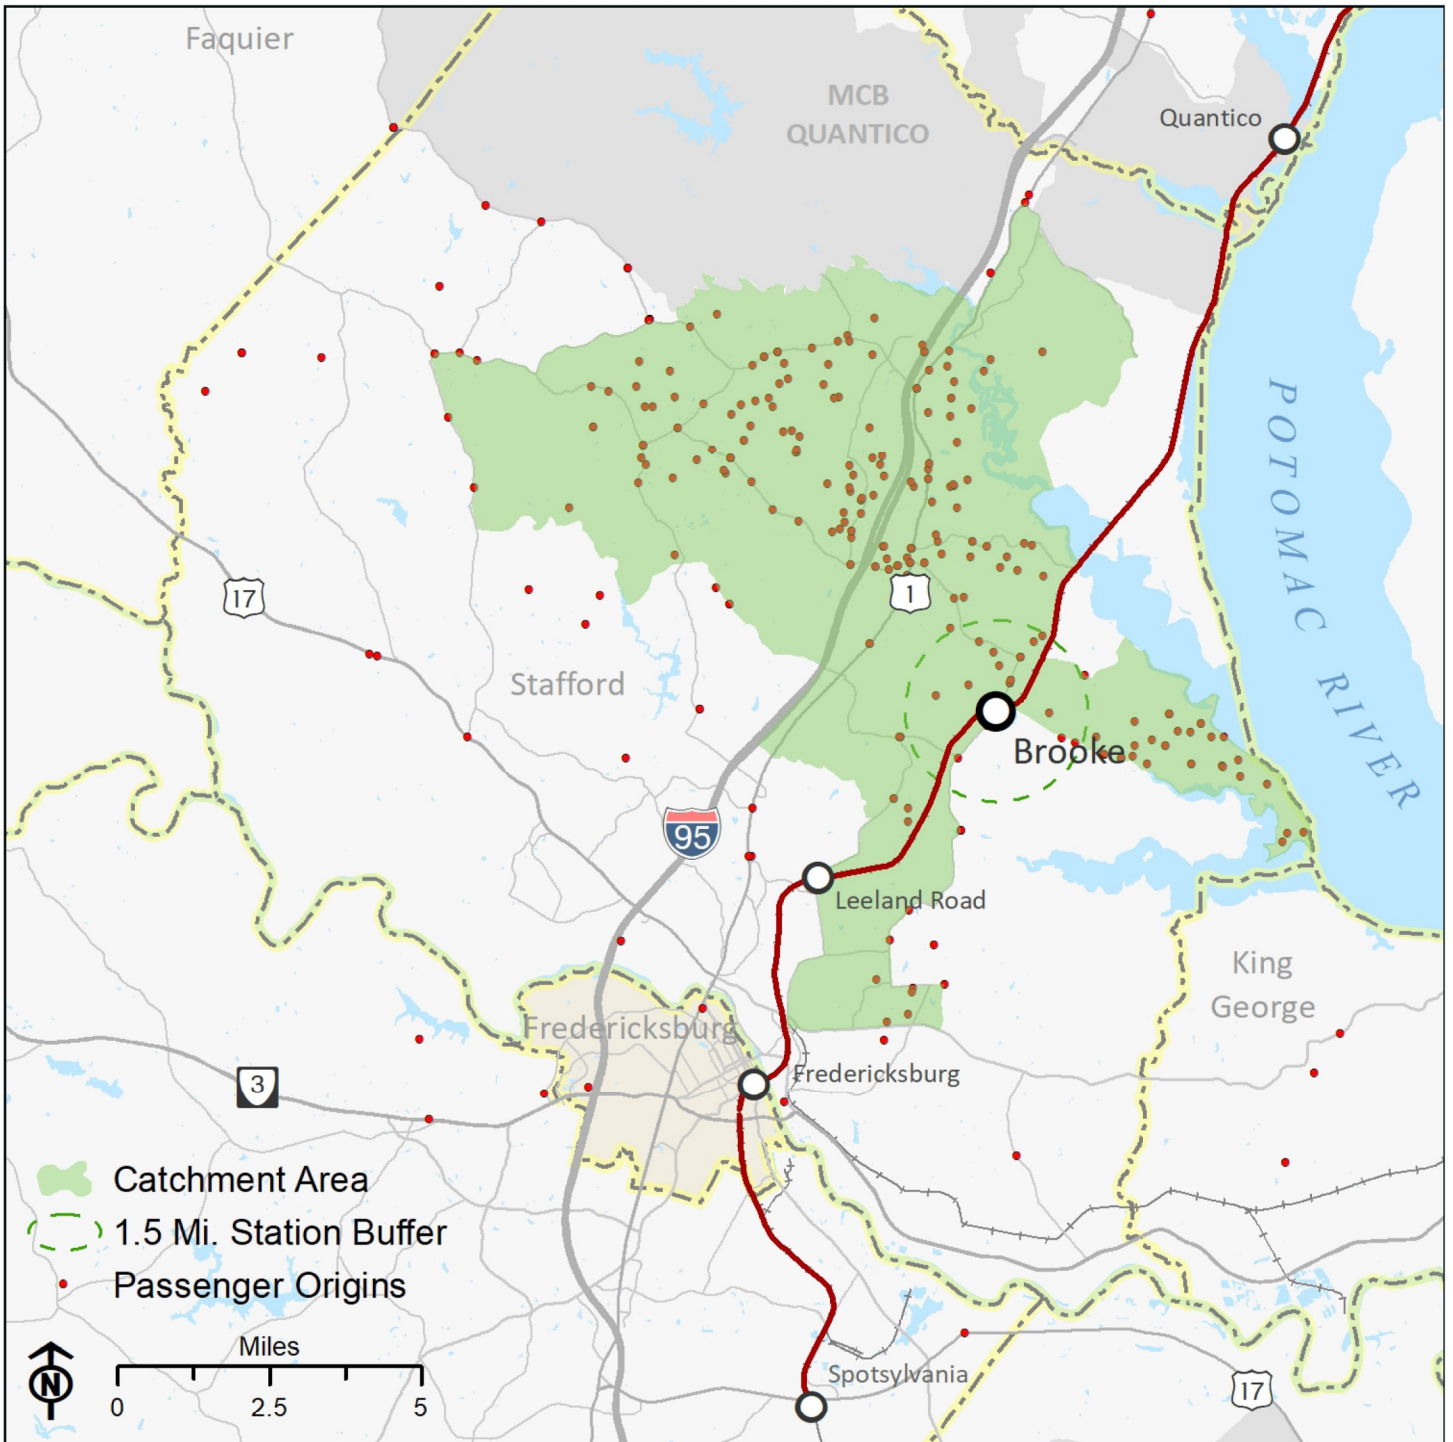 Faquier
MCB
QUANTICO
Quantico
POTOMAC RIVER
17
1
Stafford
Brooke
95
Leeland Road
King
George
Fredericksburg
Fredericksburg
3
Catchment Area
1.5 Mi. Station Buffer
Passenger Origins
Miles
N
0 2.5 5
Spotsylvania
17